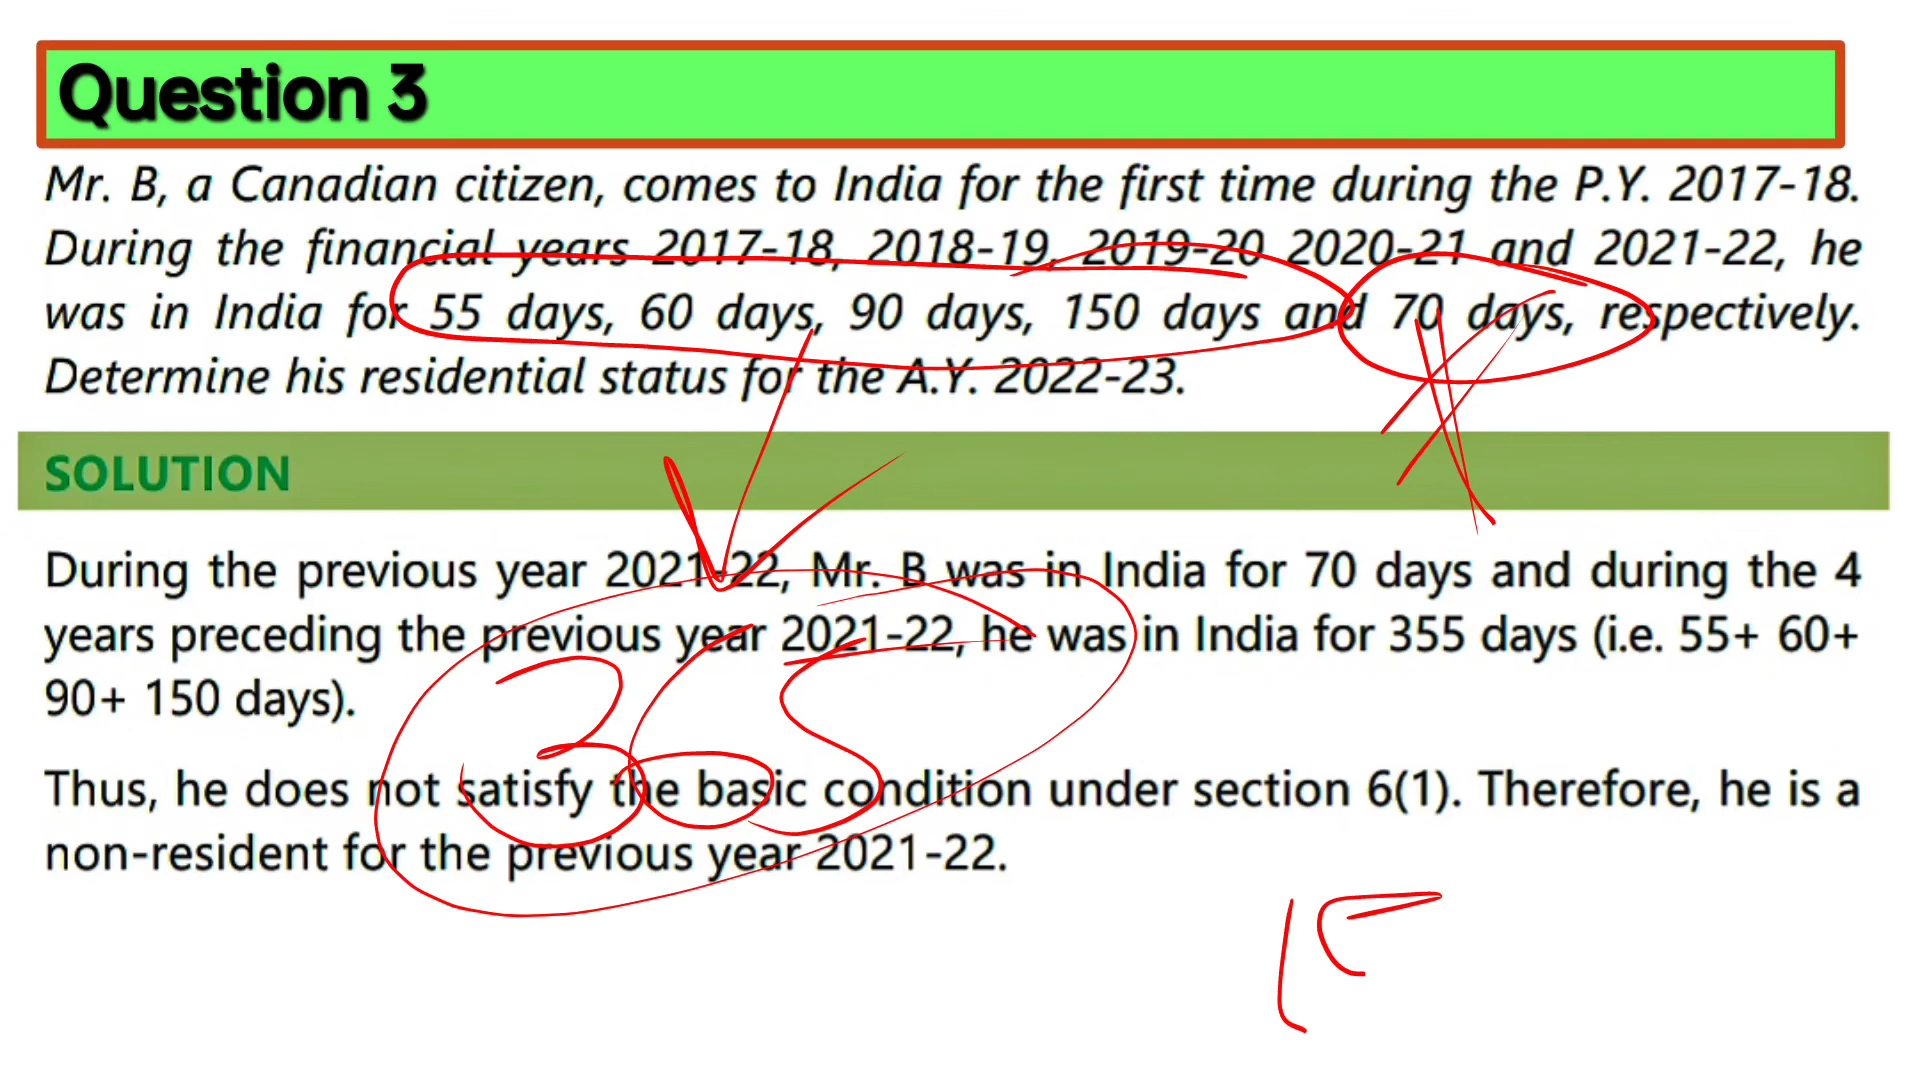 Question 3
Mr. B, a Canadian citizen, comes to India for the first time during the P.Y. 2017-18.
During the financial years 2017-18, 2018-19, 2019-20 2020-21 and 2021-22, he
was in India for 55 days, 60 days, 90 days, 150 days and 70 days, respectively.
Determine his residential status for the A.Y. 2022-23.
SOLUTION
During the previous year 2021-22, Mr. B was in India for 70 days and during the 4
years preceding the previous year 2021-22, he was in India for 355 days (i.e. 55+ 60+
90+ 150 days).
365
Thus, he does not satisfy the basic condition under section 6(1). Therefore, he is a
non-resident for the previous year 2021-22.